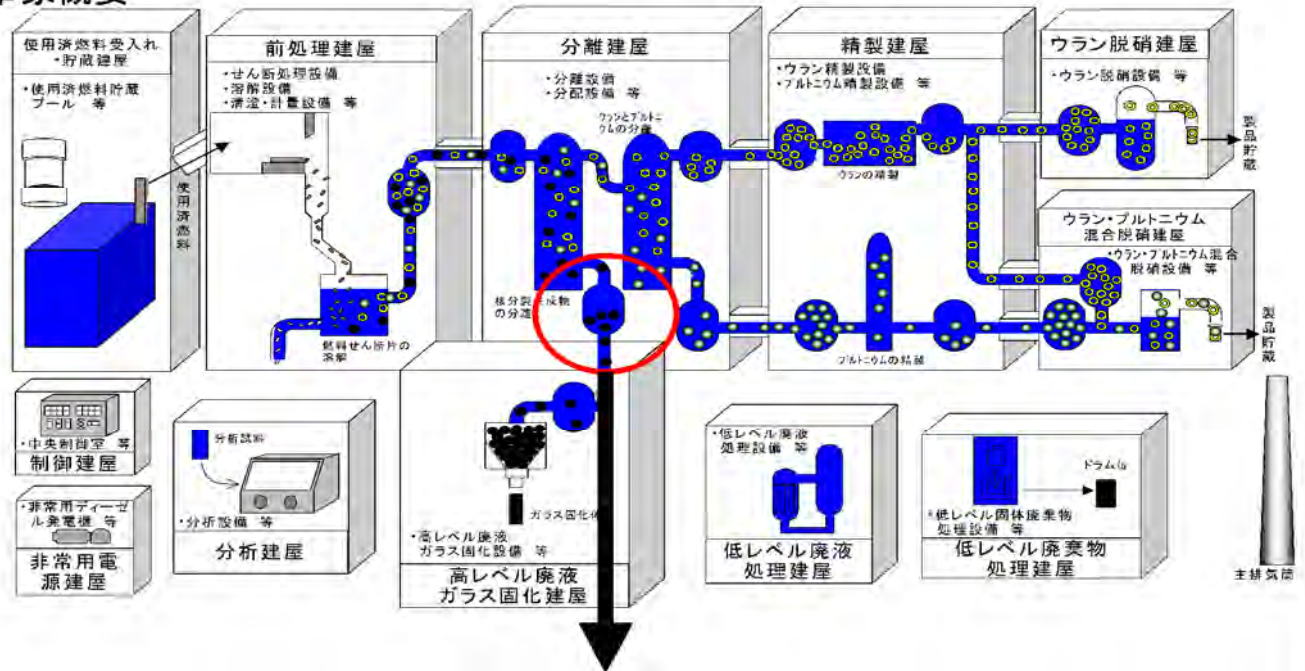 使用済燃料受入れ
・貯蔵建屋
・使用済燃料貯蔵
プール 等
使用済燃料
前処理建屋
・せん断処理設備
・溶解設備
・清澄・計量設備 等
燃料せん断片の
溶解
分離建屋
・分離設備
・分配設備 等
ウランとプルトニ
ウムの分離
核分裂生成物
の分離
精製建屋
・ウラン精製設備
・プルトニウム精製設備 等
ウランの精製
プルトニウムの精製
ウラン脱硝建屋
・ウラン脱硝設備 等
製品貯蔵
ウラン・プルトニウム
混合脱硝建屋
・ウラン・プルトニウム混合
脱硝設備 等
製品貯蔵
・中央制御室 等
制御建屋
・非常用ディーゼ
ル発電機 等
非常用電
源建屋
分析試料
・分析設備 等
分析建屋
ガラス固化体
・高レベル廃液
ガラス固化設備 等
高レベル廃液
ガラス固化建屋
・低レベル廃液
処理設備 等
低レベル廃液
処理建屋
ドラム缶
・低レベル固体廃棄物
処理設備 等
低レベル廃棄物
処理建屋
主排気筒